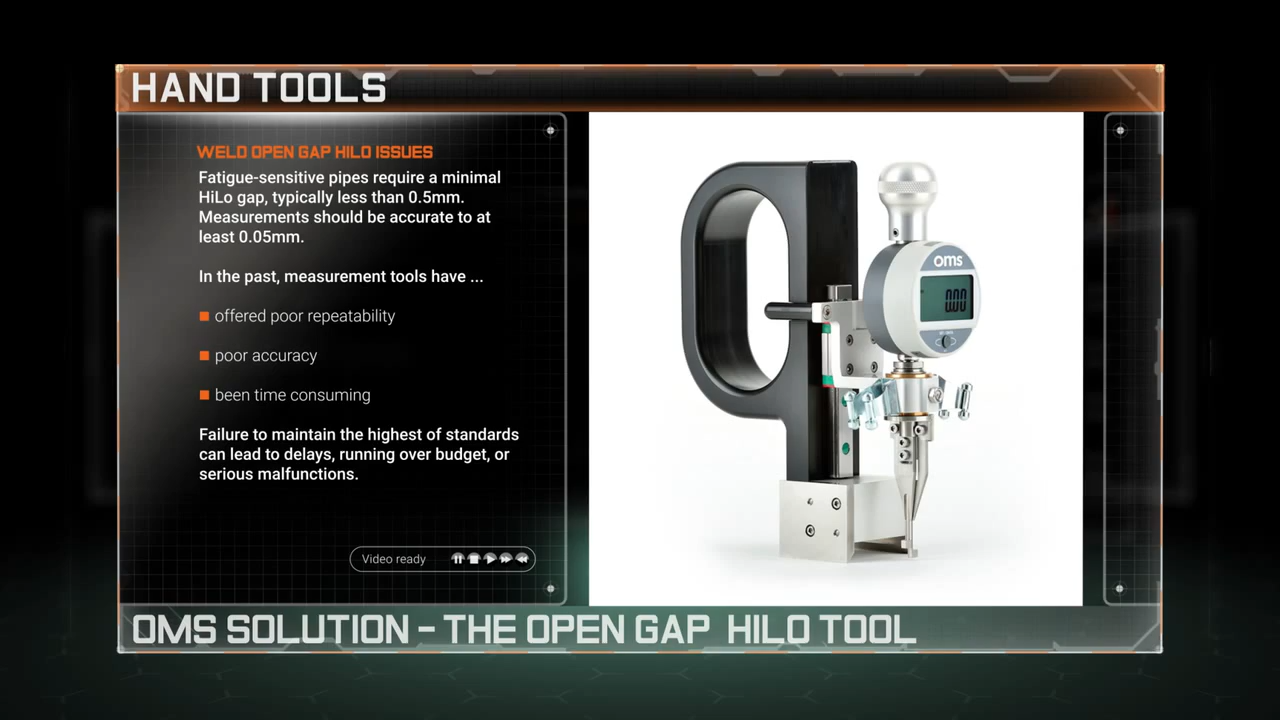 HAND TOOLS
WELD OPEN GAP HILO ISSUES
Fatigue-sensitive pipes require a minimal
HiLo gap, typically less than 0.5mm.
Measurements should be accurate to at
least 0.05mm.
In the past, measurement tools have ...
offered poor repeatability
poor accuracy
been time consuming
Failure to maintain the highest of standards
can lead to delays, running over budget, or
serious malfunctions.
Video ready
oms
0.00
OMS SOLUTION - THE OPEN GAP HILO TOOL